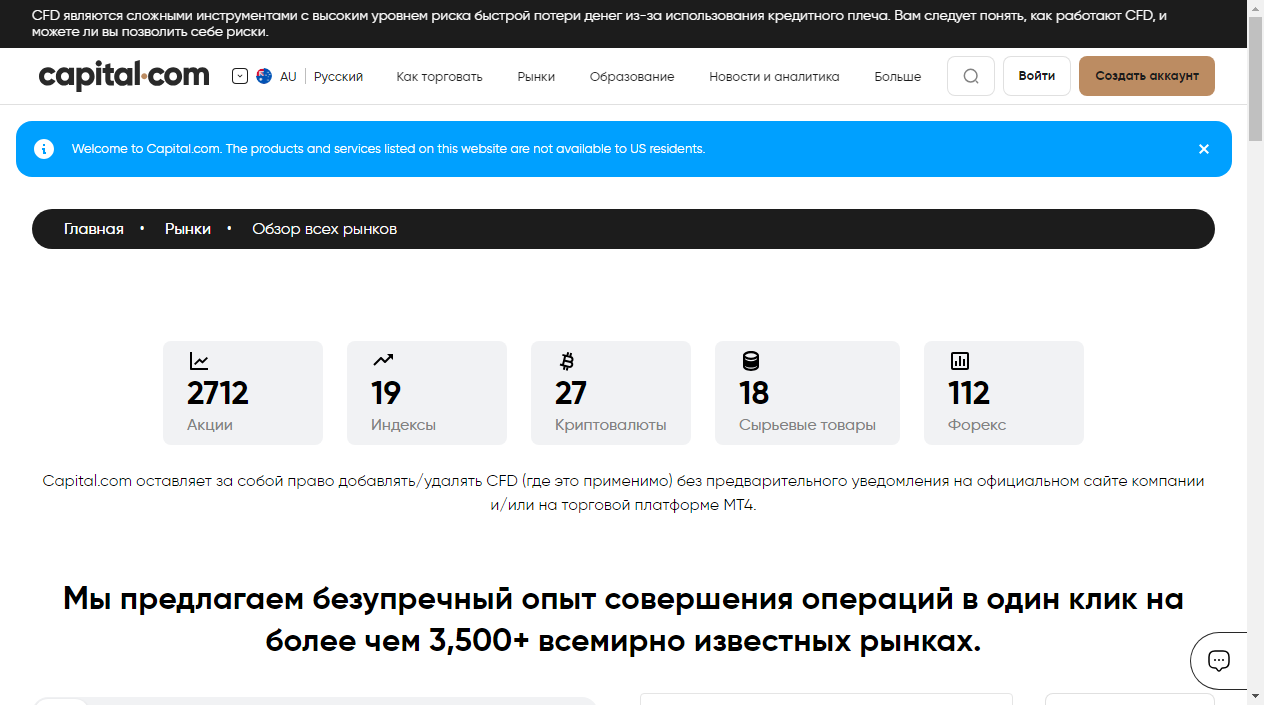 CFD являются сложными инструментами с высоким уровнем риска быстрой потери денег из-за использования кредитного плеча. Вам следует понять, как работают CFD, и
можете ли вы позволить себе риски.
capital.com AU Русский Как торговать Рынки Образование Новости и аналитика Больше Войти Создать аккаунт
Welcome to Capital.com. The products and services listed on this website are not available to US residents.
Главная • Рынки • Обзор всех рынков
2712 19 27 18 112
Акции Индексы Криптовалюты Сырьевые товары Форекс
Capital.com оставляет за собой право добавлять/удалять CFD (где это применимо) без предварительного уведомления на официальном сайте компании
и/или на торговой платформе MT4.
Мы предлагаем безупречный опыт совершения операций в один клик на
более чем 3,500+ всемирно известных рынках.